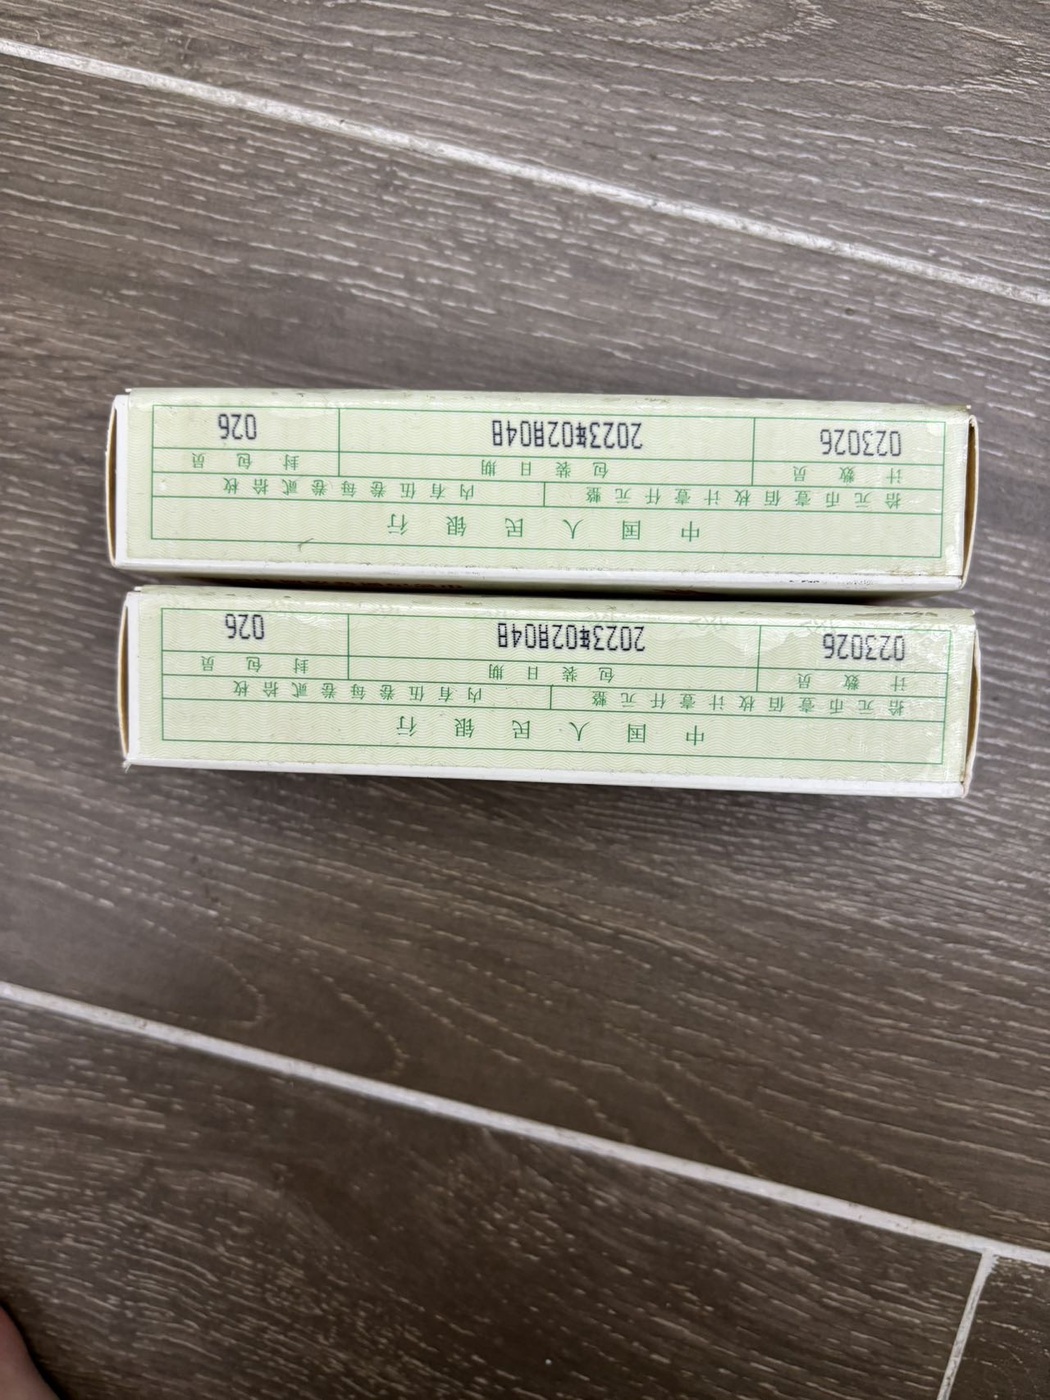 中国人民银行
拾元币壹佰枚计壹仟元整 内有伍卷每卷贰拾枚
计数员 包装日期 封包员
023026 2023年02月04日 026
中国人民银行
拾元币壹佰枚计壹仟元整 内有伍卷每卷贰拾枚
计数员 包装日期 封包员
023026 2023年02月04日 026